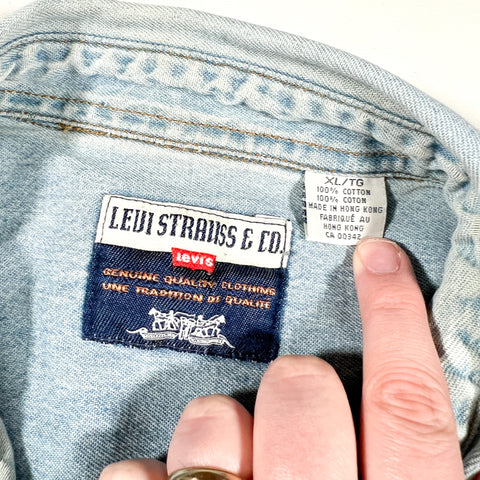 LEVI STRAUSS & CO.
Levi's
GENUINE QUALITY CLOTHING
UNE TRADITION DE QUALITE
XL/TG
100% COTTON
100% COTON
MADE IN HONG KONG
FABRIQUÉ AU
HONG KONG
CA 00342